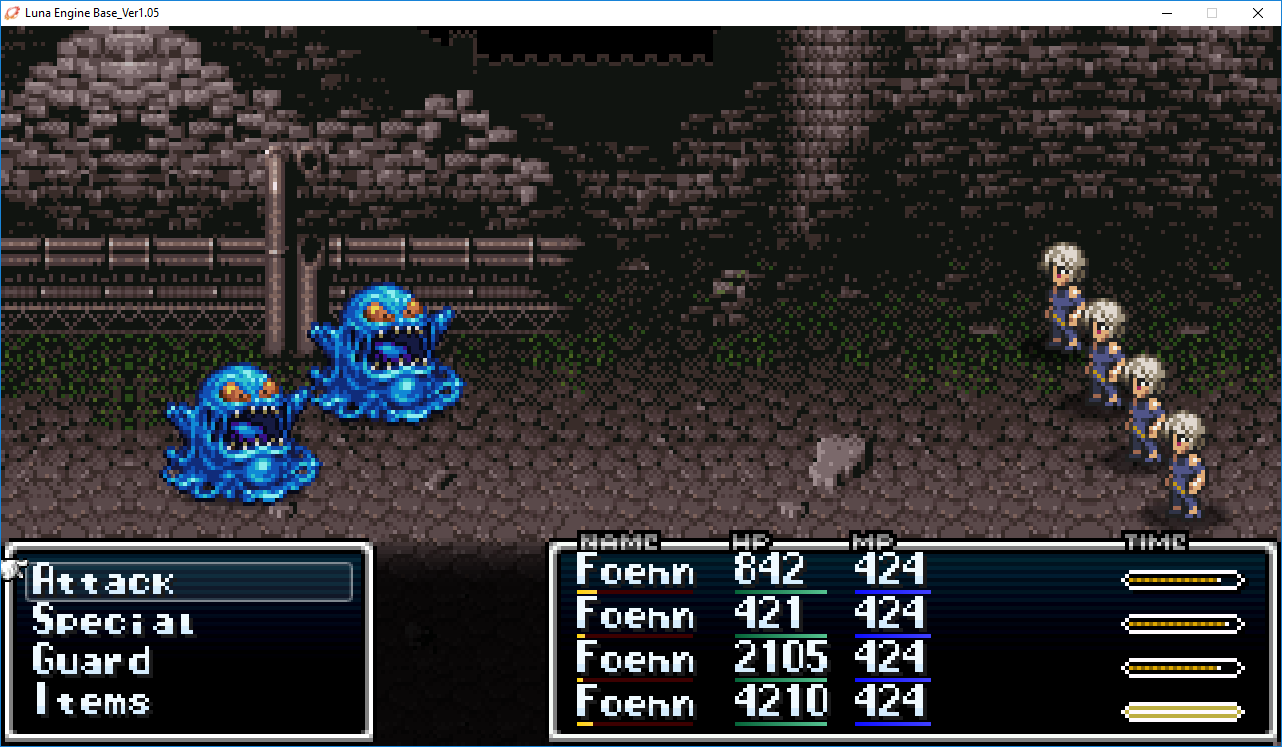 Luna Engine Base_Ver1.05
Attack
Special
Guard
Items
NAME HP MP TIME
Foenn 842 424
Foenn 421 424
Foenn 2105 424
Foenn 4210 424